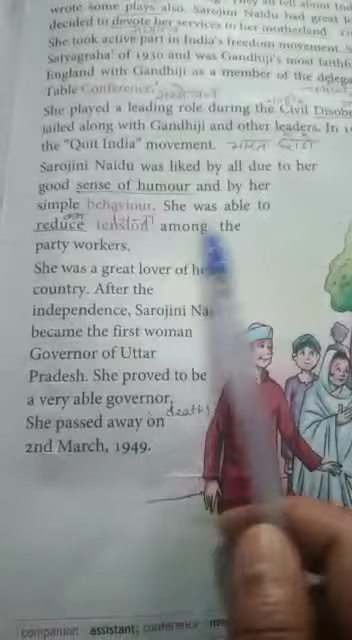 wrote some plays also. Sarojini Naidu had great
decided to devote her services to her motherland.
She took active part in India's freedom movement.
Satyagraha' of 1930 and was Gandhiji's most
England with Gandhiji as a member of the
Table Conference.
She played a leading role during the Civil
jailed along with Gandhiji and other leaders. In
the "Quit India" movement. भारत छोड़ो
Sarojini Naidu was liked by all due to her
good sense of humour and by her
simple behaviour. She was able to
कम
reduce tension among the
party workers.
She was a great lover of
country. After the
independence, Sarojini
became the first woman
Governor of Uttar
Pradesh. She proved to be
a very able governor.
death
She passed away on
2nd March, 1949.
companion assistant; conference